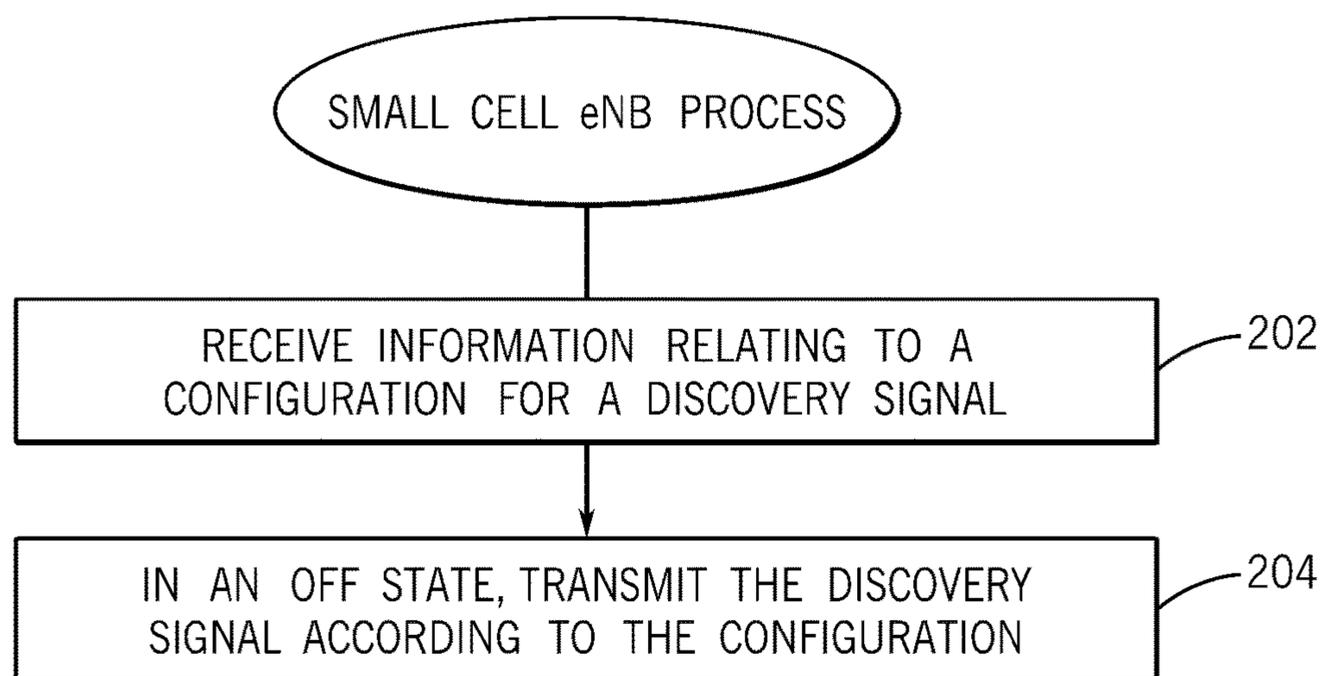 SMALL CELL eNB PROCESS
RECEIVE INFORMATION RELATING TO A
CONFIGURATION FOR A DISCOVERY SIGNAL
202
IN AN OFF STATE, TRANSMIT THE DISCOVERY
SIGNAL ACCORDING TO THE CONFIGURATION
204